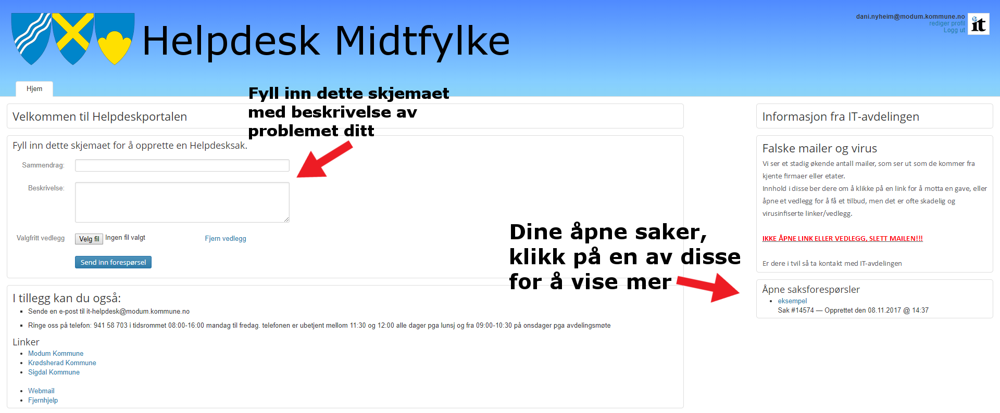 Helpdesk Midtfylke
dani.nyheim@modum.kommune.no
rediger profil
Logg ut
it
Hjem
Fyll inn dette skjemaet
med beskrivelse av
problemet ditt
Velkommen til Helpdeskportalen
Fyll inn dette skjemaet for å opprette en Helpdesksak.
Sammendrag:
Beskrivelse:
Valgfritt vedlegg
Velg fil Ingen fil valgt
Fjern vedlegg
Send inn forespørsel
Dine åpne saker,
klikk på en av disse
for å vise mer
I tillegg kan du også:
Sende en e-post til it-helpdesk@modum.kommune.no
Ringe oss på telefon: 941 58 703 i tidsrommet 08:00-16:00 mandag til fredag. telefonen er ubetjent mellom 11:30 og 12:00 alle dager pga lunsj og fra 09:00-10:30 på onsdager pga avdelingsmøte
Linker
Modum Kommune
Krødsherad Kommune
Sigdal Kommune
Webmail
Fjernhjelp
Informasjon fra IT-avdelingen
Falske mailer og virus
Vi ser et stadig økende antall mailer, som ser ut som de kommer fra
kjente firmaer eller etater.
Innhold i disse ber dere om å klikke på en link for å motta en gave, eller
åpne et vedlegg for å få et tilbud, men det er ofte skadelig og
virusinfiserte linker/vedlegg.
IKKE ÅPNE LINK ELLER VEDLEGG, SLETT MAILEN!!!
Er dere i tvil så ta kontakt med IT-avdelingen
Åpne saksforespørsler
eksempel
Sak #14574 — Opprettet den 08.11.2017 @ 14:37